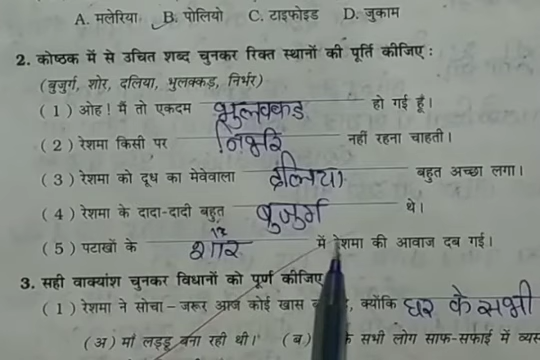 A. मलेरिया B. पोलियो C. टाइफोइड D. जुकाम
2. कोष्ठक में से उचित शब्द चुनकर रिक्त स्थानों की पूर्ति कीजिए :
(बुजुर्ग, शोर, दलिया, भुलक्कड़, निर्भर)
(1) ओह! मैं तो एकदम भुलक्कड़ हो गई हूँ।
(2) रेशमा किसी पर निर्भर नहीं रहना चाहती।
(3) रेशमा को दूध का मेवेवाला दलिया बहुत अच्छा लगा।
(4) रेशमा के दादा-दादी बहुत बुजुर्ग थे।
(5) पटाखों के शोर में रेशमा की आवाज दब गई।
3. सही वाक्यांश चुनकर विधानों को पूर्ण कीजिए
(1) रेशमा ने सोचा – जरूर आज कोई खास क्योंकि घर के सभी
(अ) माँ लड्डू बना रही थी। (ब) के सभी लोग साफ-सफाई में